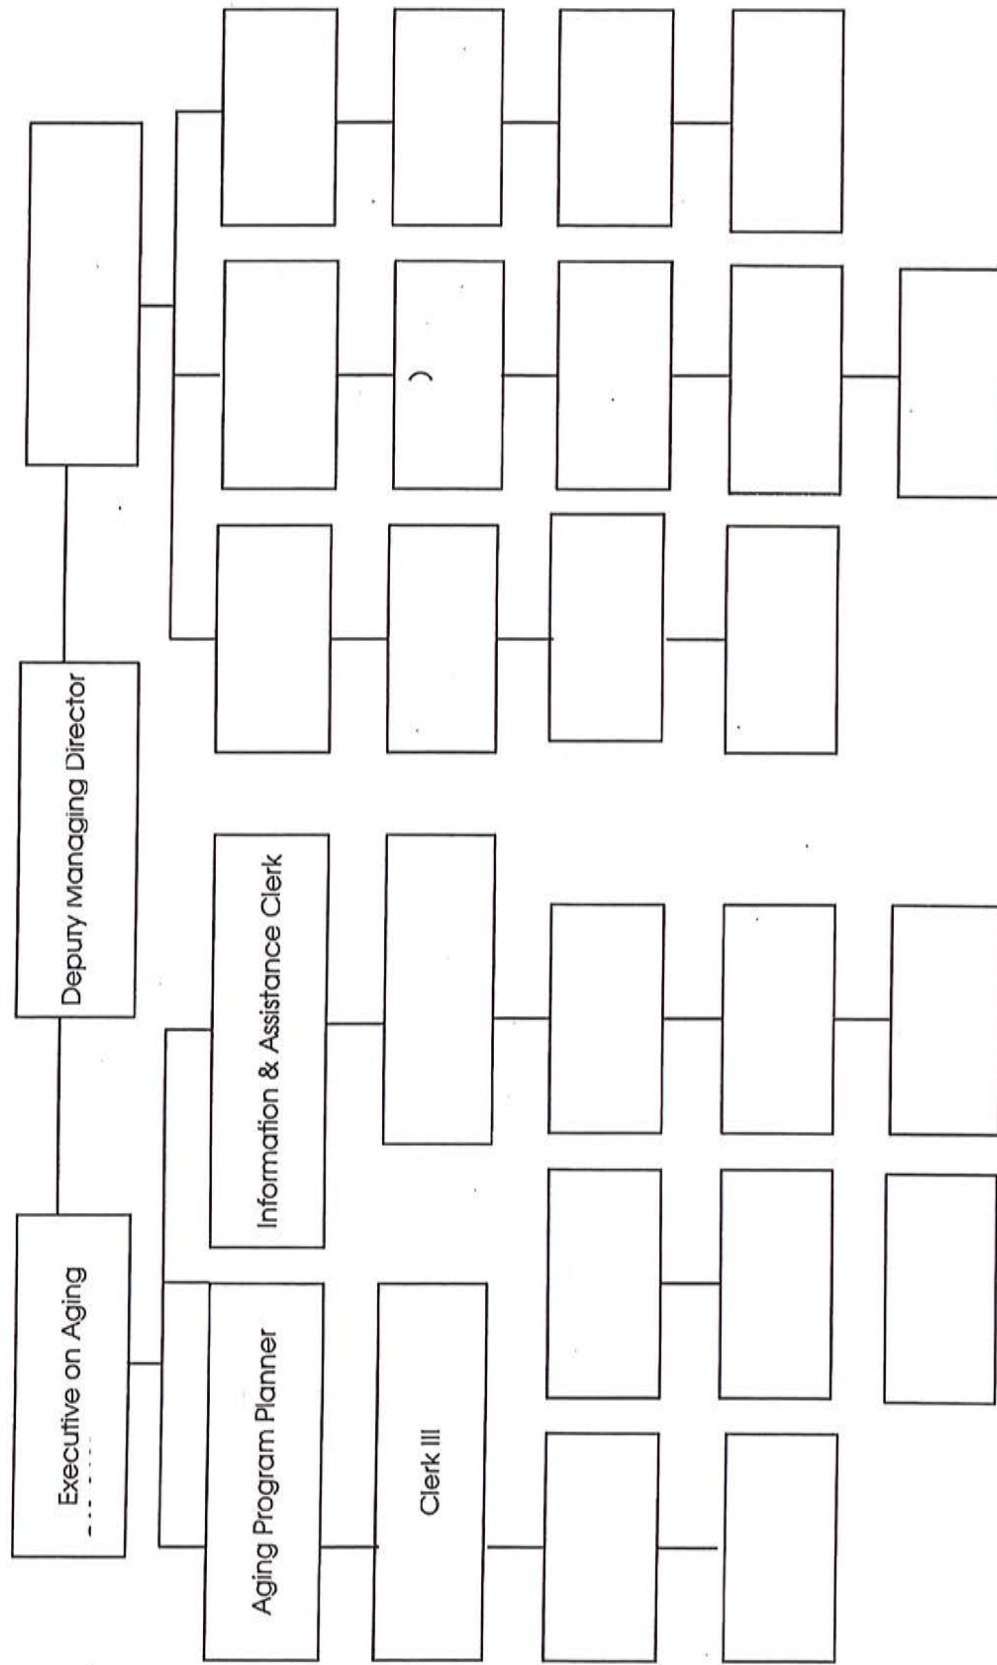 Executive on Aging
Deputy Managing Director
Aging Program Planner
Information & Assistance Clerk
Clerk III